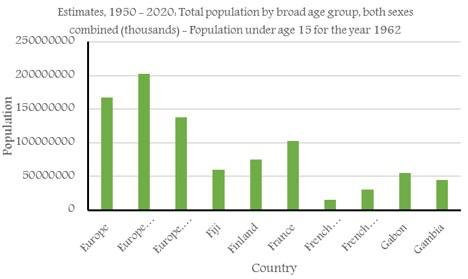 Estimates, 1950 - 2020: Total population by broad age group, both sexes
combined (thousands) - Population under age 15 for the year 1962
250000000
200000000
150000000
100000000
50000000
0
Population
Europe
Europe...
Europe,...
Fiji
Finland
France
French...
French...
Gabon
Gambia
Country